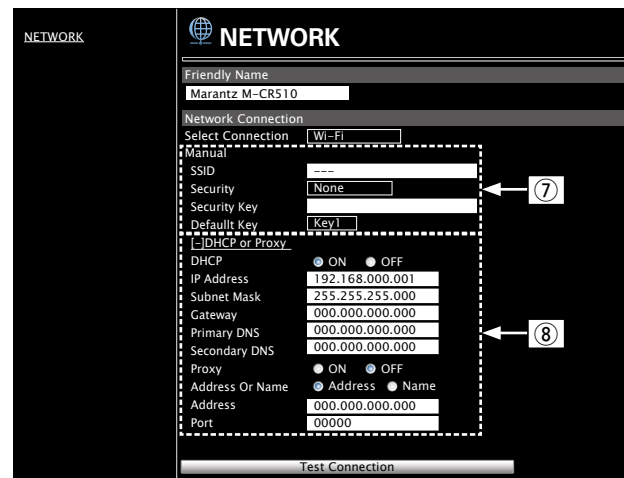 NETWORK
NETWORK
Friendly Name
Marantz M-CR510
Network Connection
Select Connection Wi-Fi
Manual
SSID ---
Security None
⑦
Security Key
Defaullt Key Key1
[-]DHCP or Proxy
DHCP ON OFF
IP Address 192.168.000.001
Subnet Mask 255.255.255.000
Gateway 000.000.000.000
Primary DNS 000.000.000.000
⑧
Secondary DNS 000.000.000.000
Proxy ON OFF
Address Or Name Address Name
Address 000.000.000.000
Port 00000
Test Connection